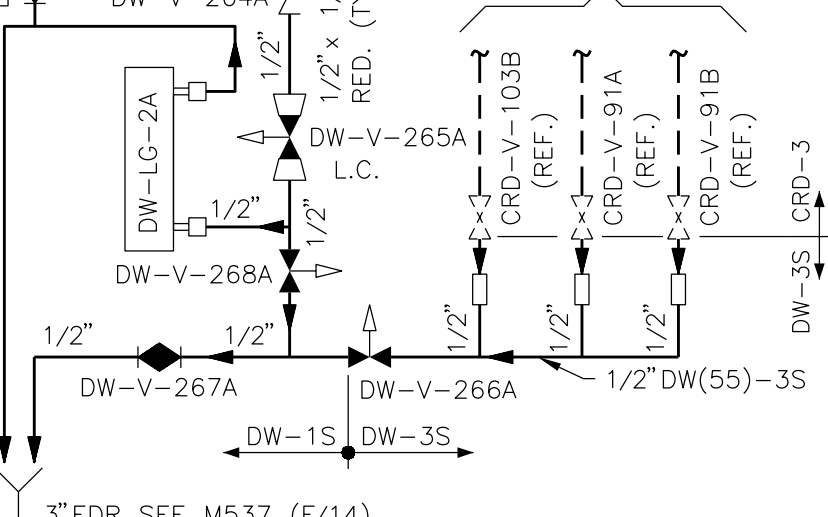 DW-V-264A
1/2"
1/2" x 1/
RED. (TY
DW-LG-2A
DW-V-265A
L.C.
CRD-V-103B
(REF.)
CRD-V-91A
(REF.)
CRD-V-91B
(REF.)
CRD-3
DW-3S
1/2"
1/2"
DW-V-268A
1/2"
1/2"
1/2"
1/2"
1/2"
DW-V-267A
DW-V-266A
1/2" DW(55)-3S
DW-1S
DW-3S
3" FDR SEE M537 (F/14)